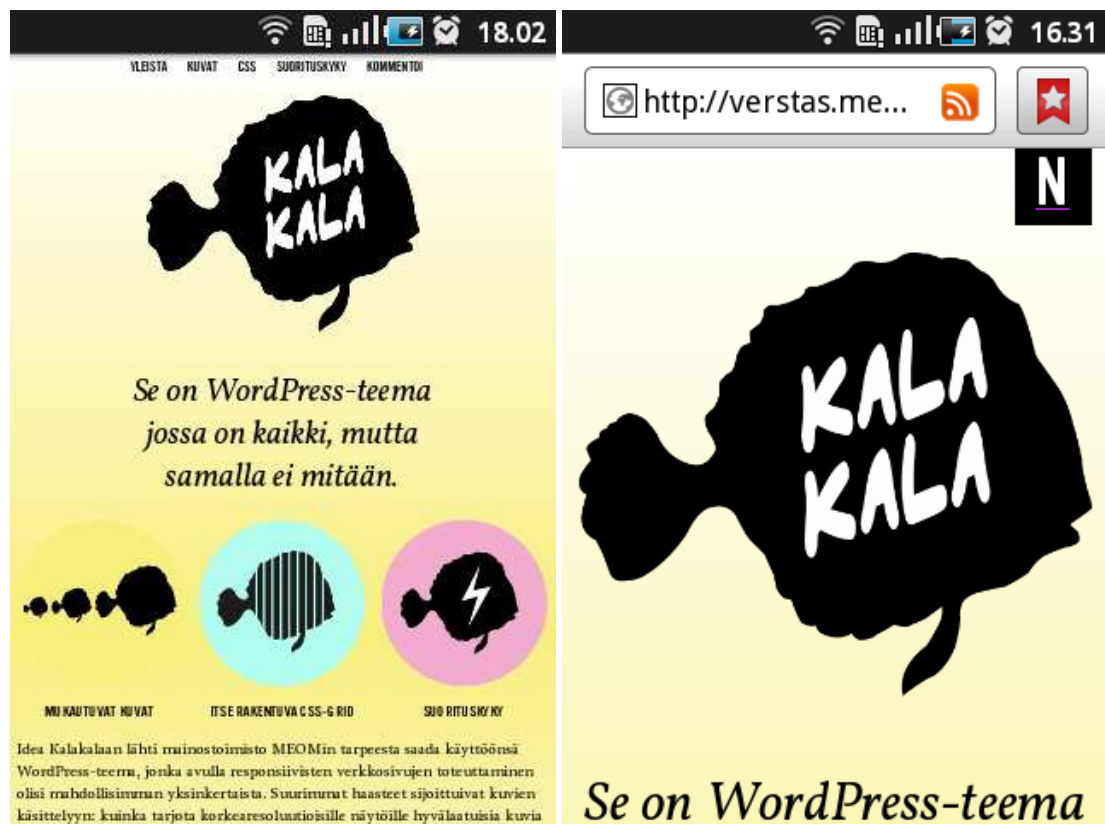 18.02
YLEISTÄ KUVAT CSS SUORITUSKYKY KOMMENTOI
KALA
KALA
Se on WordPress-teema
jossa on kaikki, mutta
samalla ei mitään.
MUKAUTUVAT KUVAT
ITSE RAKENTUVA CSS-GRID
SUORITUSKYKY
Idea Kalakalaan lähti mainostoimisto MEOMin tarpeesta saada käyttöönsä
WordPress-teema, jonka avulla responsiivisten verkkosivujen toteuttaminen
olisi mahdollisimman yksinkertaista. Suurimmat haasteet sijoittuivat kuvien
käsittelyyn: kuinka tarjota korkearesoluutioisille näytöille hyvälaatuisia kuvia
16.31
http://verstas.me...
N
KALA
KALA
Se on WordPress-teema